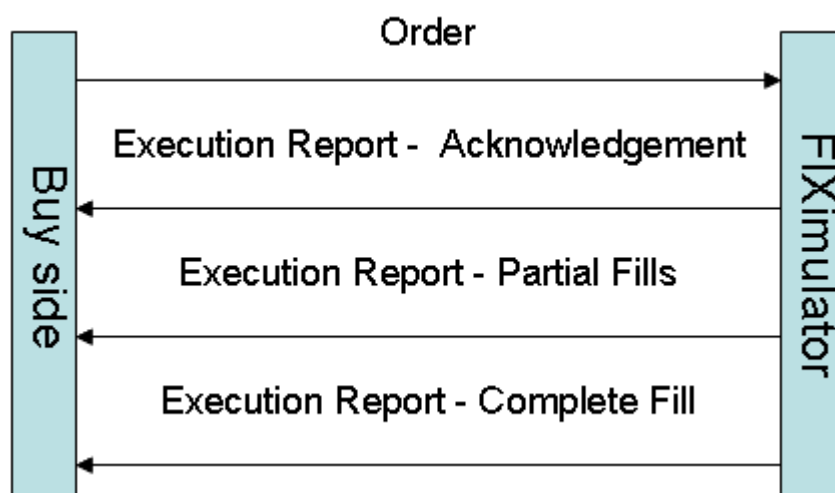 Order
Execution Report -  Acknowledgement
Execution Report - Partial Fills
Execution Report - Complete Fill
Buy side
FIXimulator